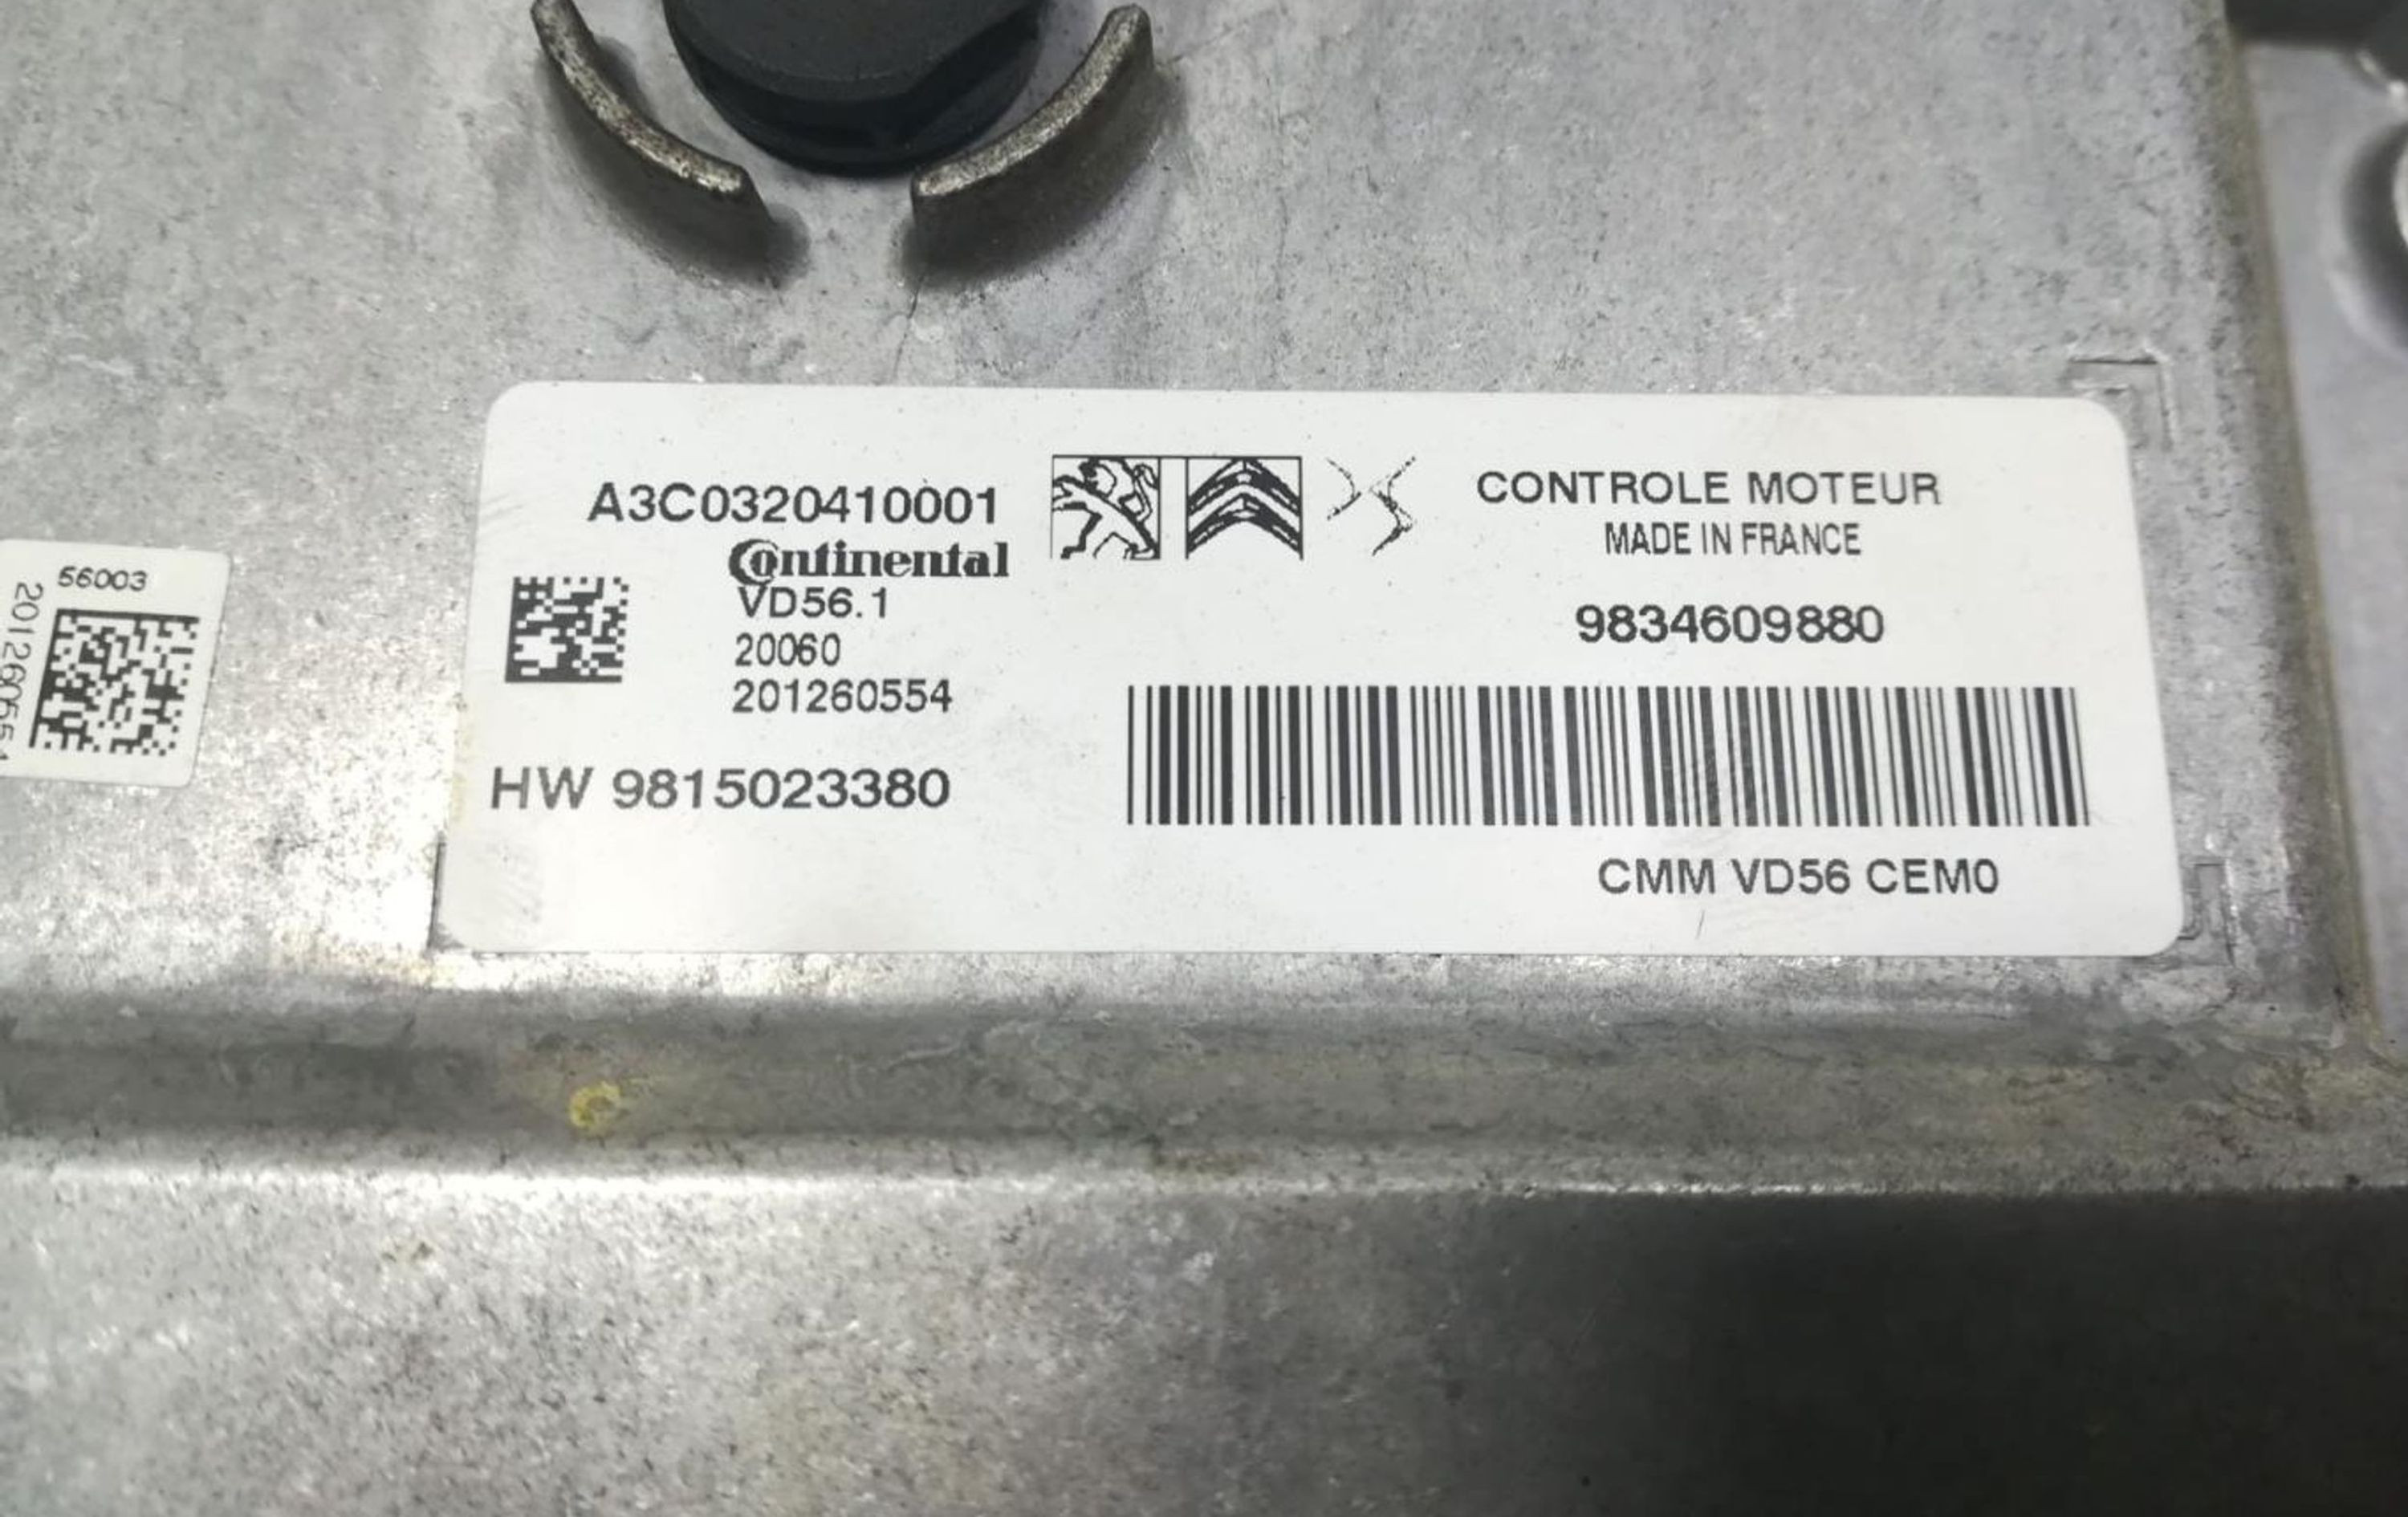 56003
A3C0320410001
Continental
VD56.1
20060
201260554
HW 9815023380
CONTROLE MOTEUR
MADE IN FRANCE
9834609880
CMM VD56 CEM0